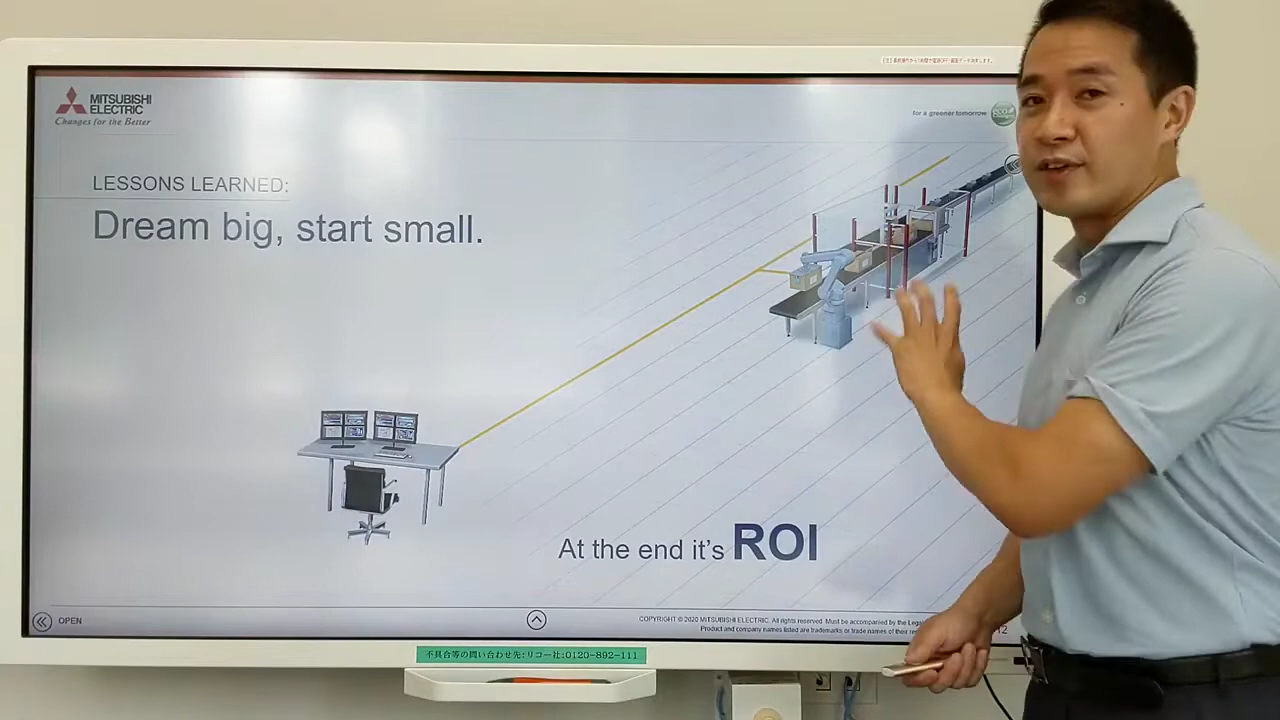 MITSUBISHI
ELECTRIC
Changes for the Better
for a greener tomorrow
LESSONS LEARNED:
Dream big, start small.
At the end it's ROI
OPEN
COPYRIGHT © 2020 MITSUBISHI ELECTRIC. All rights reserved. Must be accompanied by the
Product and company names listed are trademarks or trade names of their
12
不具合等の問い合わせ先:リコー社:0120-892-111